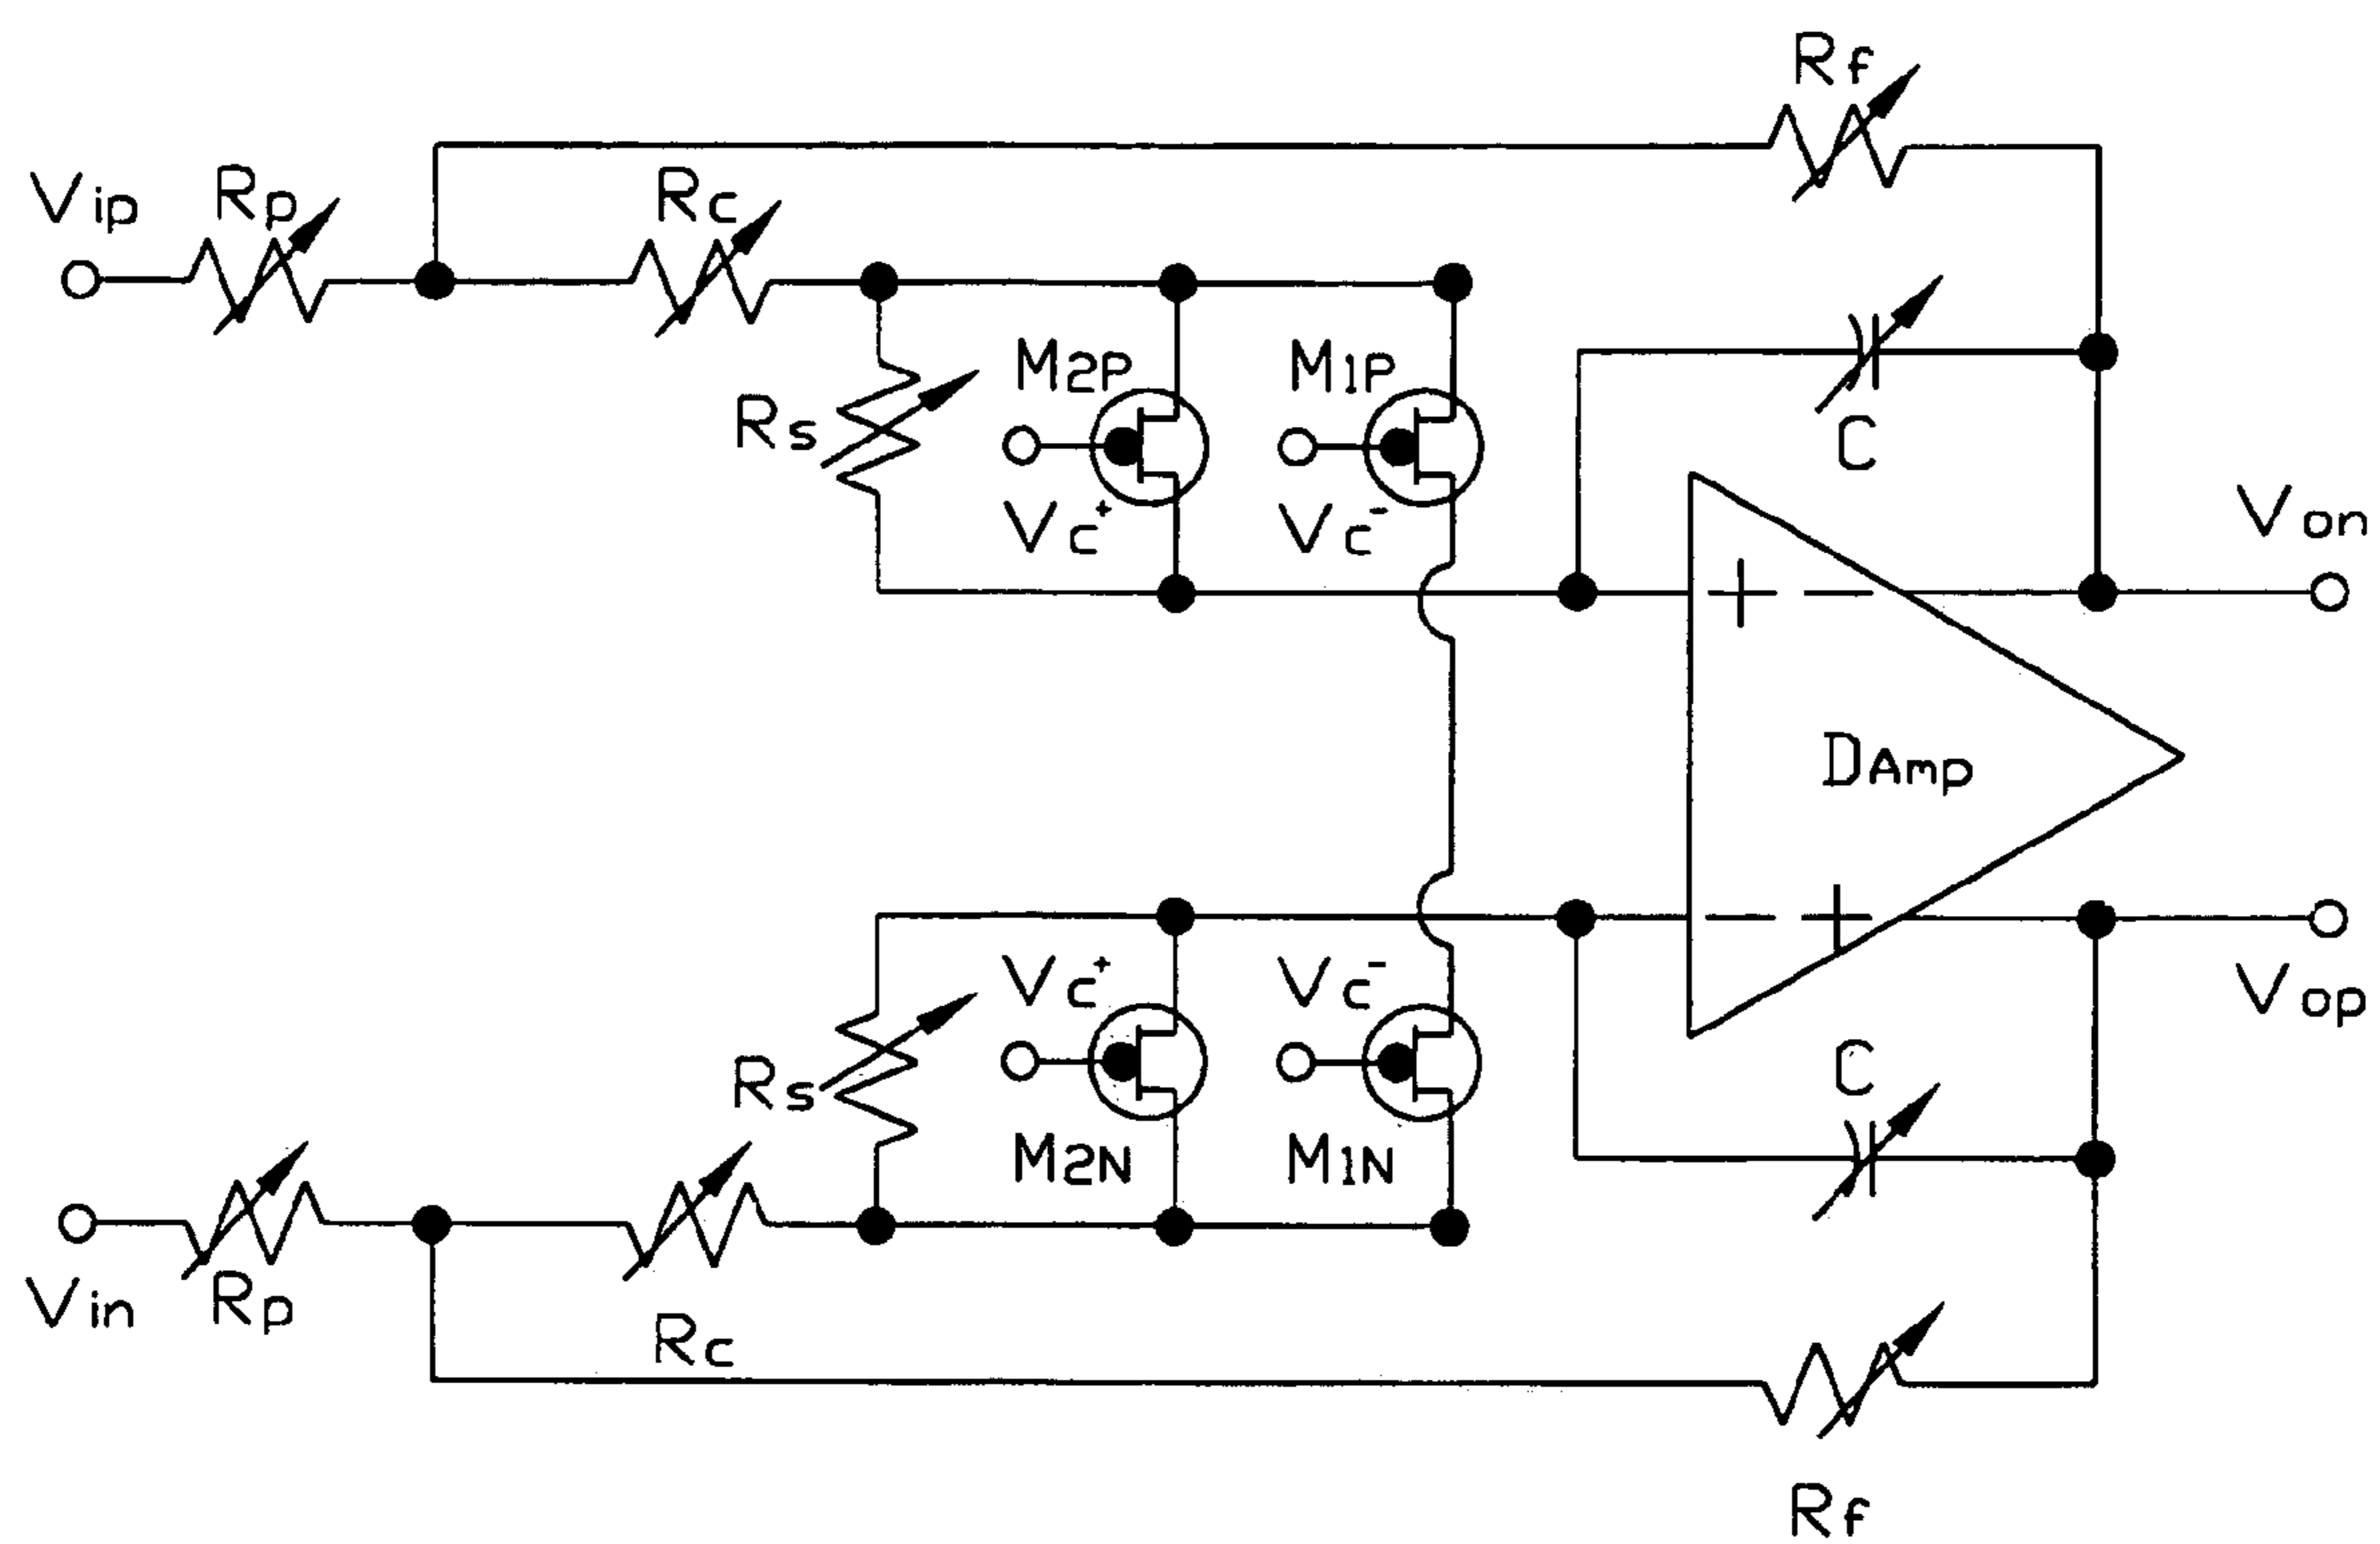 Rf
Vip
Rp
Rc
M2P
M1P
Rs
C
Vc+
Vc-
Von
+ -
DAmp
- +
Vc+
Vc-
Vop
C
Rs
M2N
M1N
Vin
Rp
Rc
Rf